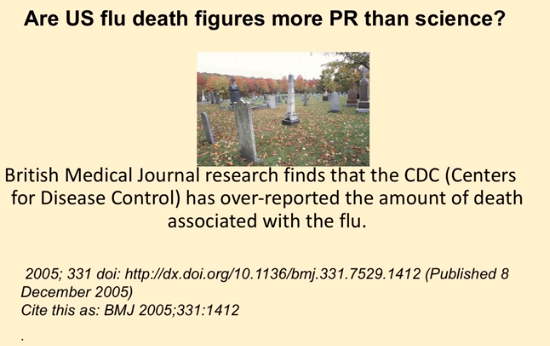 Are US flu death figures more PR than science?
British Medical Journal research finds that the CDC (Centers
for Disease Control) has over-reported the amount of death
associated with the flu.
2005; 331 doi: http://dx.doi.org/10.1136/bmj.331.7529.1412 (Published 8
December 2005)
Cite this as: BMJ 2005;331:1412
.